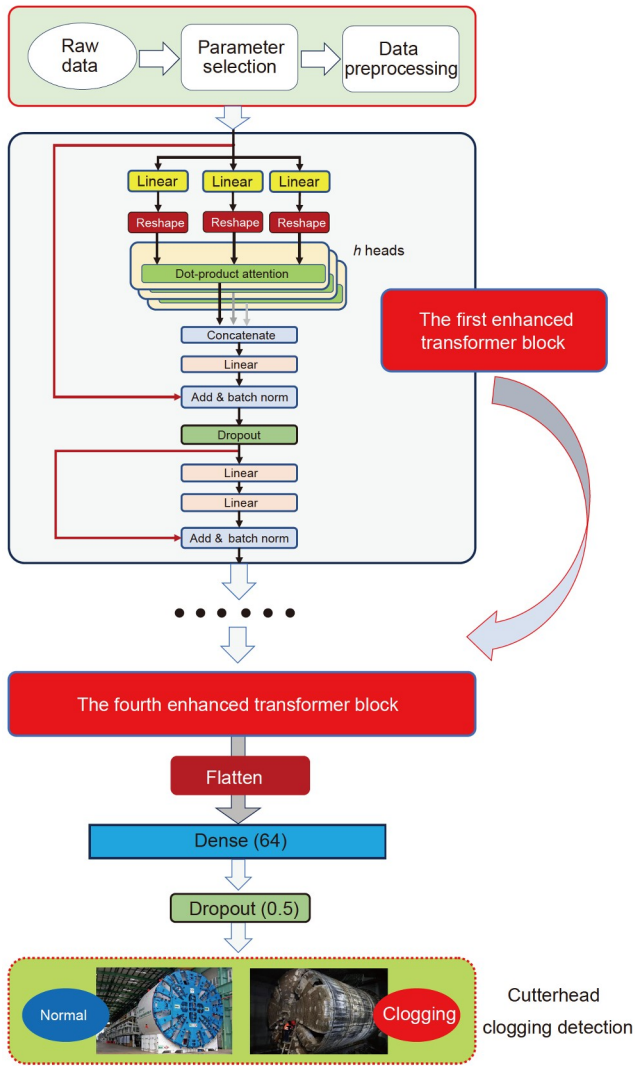 Raw
data
Parameter
selection
Data
preprocessing
Linear
Linear
Linear
Reshape
Reshape
Reshape
h heads
Dot-product attention
Concatenate
Linear
Add & batch norm
Dropout
Linear
Linear
Add & batch norm
The first enhanced
transformer block
The fourth enhanced transformer block
Flatten
Dense (64)
Dropout (0.5)
Normal
Clogging
Cutterhead
clogging detection